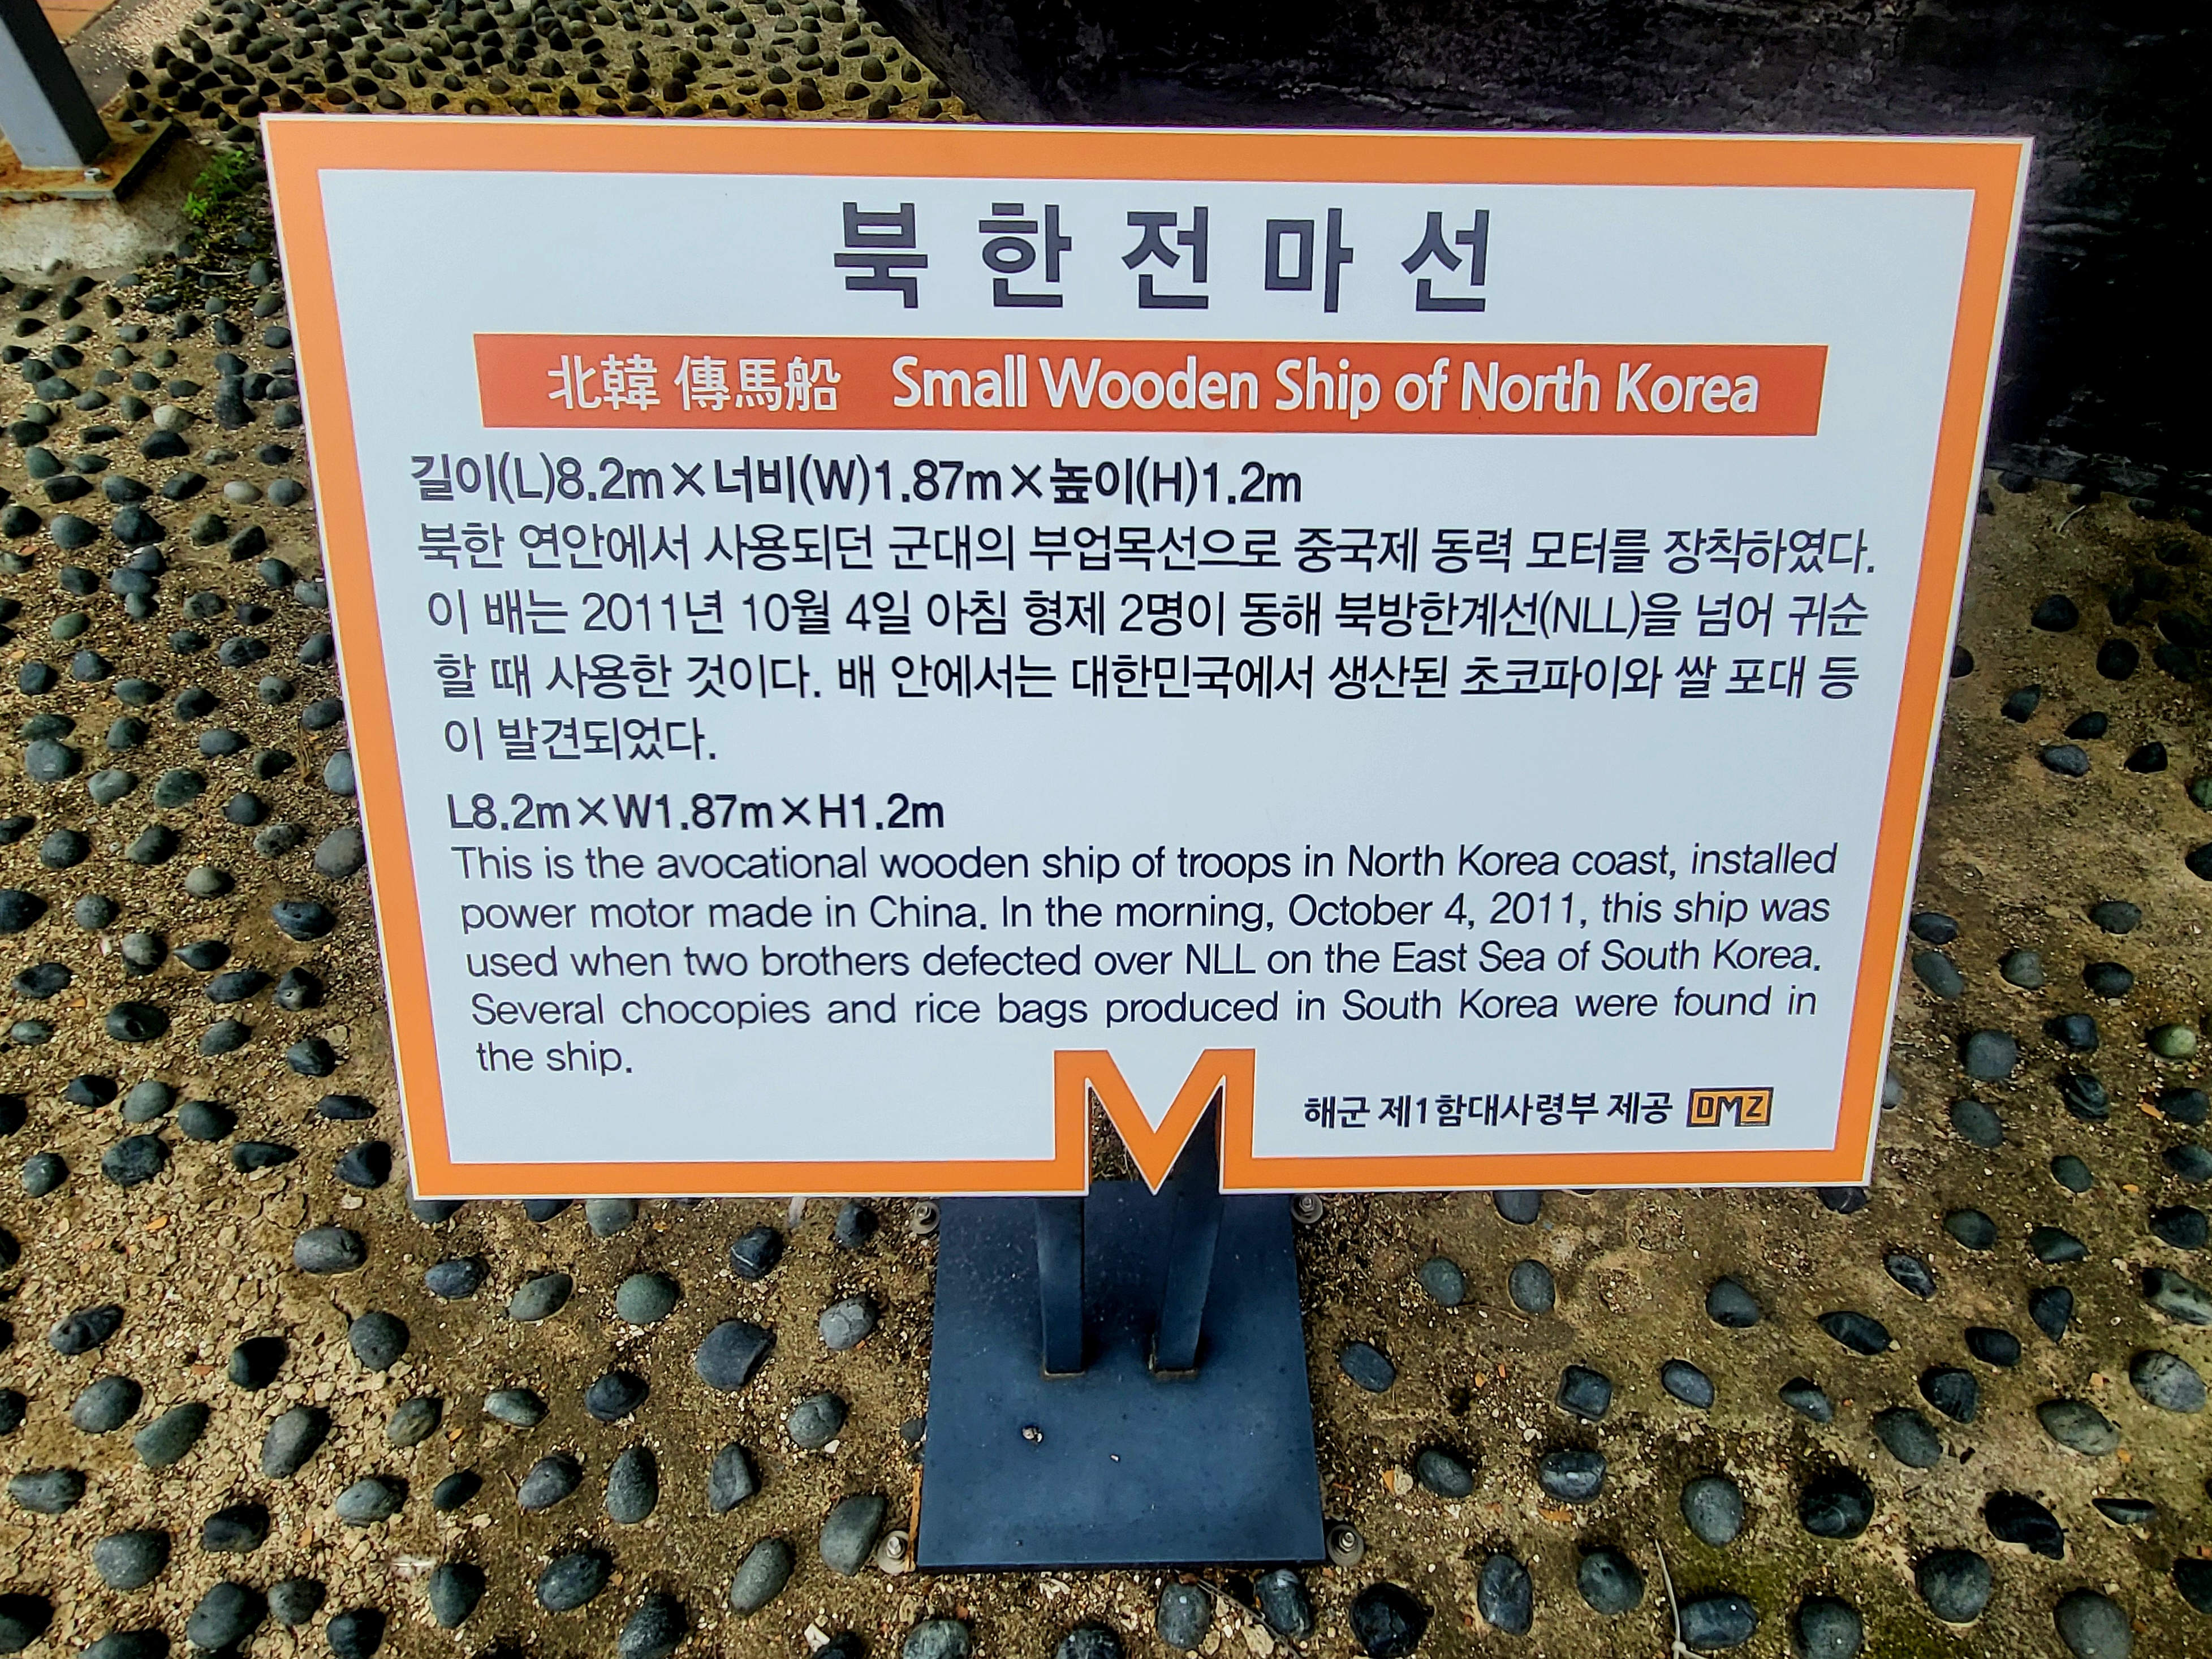 북한전마선
北韓 傳馬船 Small Wooden Ship of North Korea
길이(L)8.2m×너비(W)1.87m×높이(H)1.2m
북한 연안에서 사용되던 군대의 부업목선으로 중국제 동력 모터를 장착하였다.
이 배는 2011년 10월 4일 아침 형제 2명이 동해 북방한계선(NLL)을 넘어 귀순
할 때 사용한 것이다. 배 안에서는 대한민국에서 생산된 초코파이와 쌀 포대 등
이 발견되었다.
L8.2m×W1.87m×H1.2m
This is the avocational wooden ship of troops in North Korea coast, installed
power motor made in China. In the morning, October 4, 2011, this ship was
used when two brothers defected over NLL on the East Sea of South Korea.
Several chocopies and rice bags produced in South Korea were found in
the ship.
해군 제1함대사령부 제공 DMZ